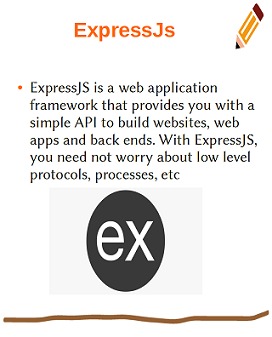 ExpressJs
• ExpressJS is a web application
framework that provides you with a
simple API to build websites, web
apps and back ends. With ExpressJS,
you need not worry about low level
protocols, processes, etc
ex